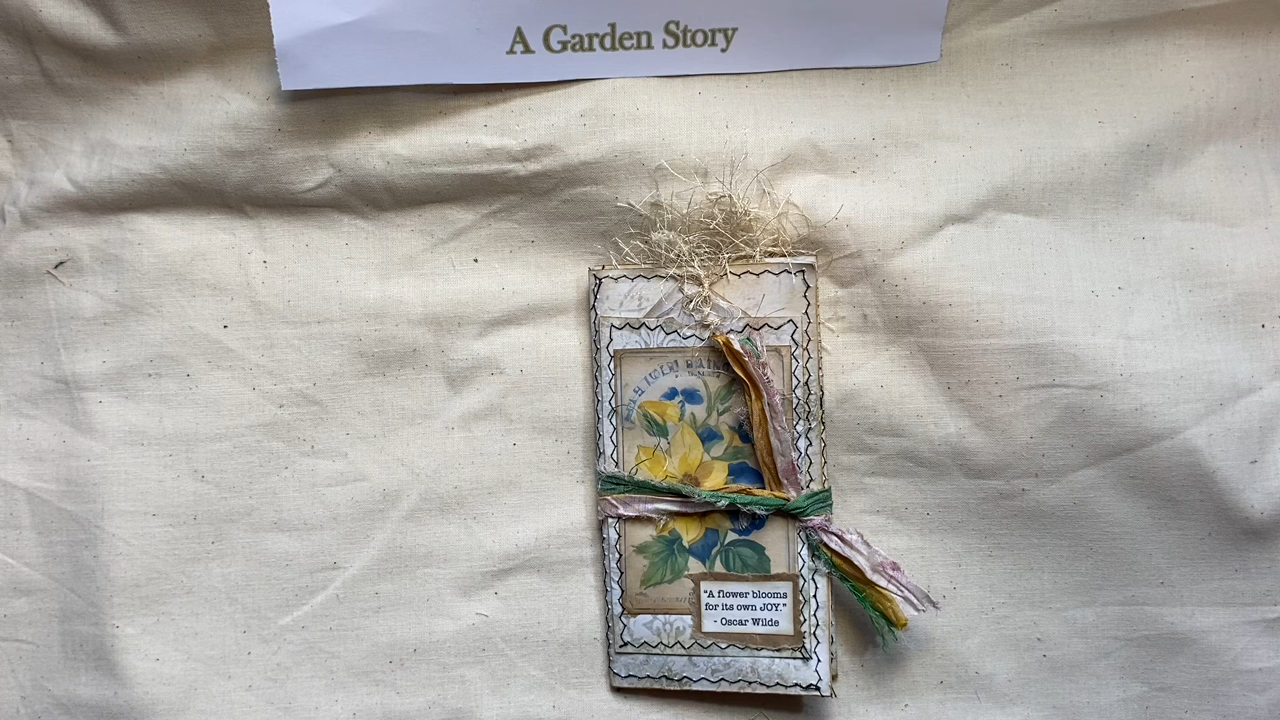 A Garden Story
“A flower blooms
for its own JOY.”
- Oscar Wilde